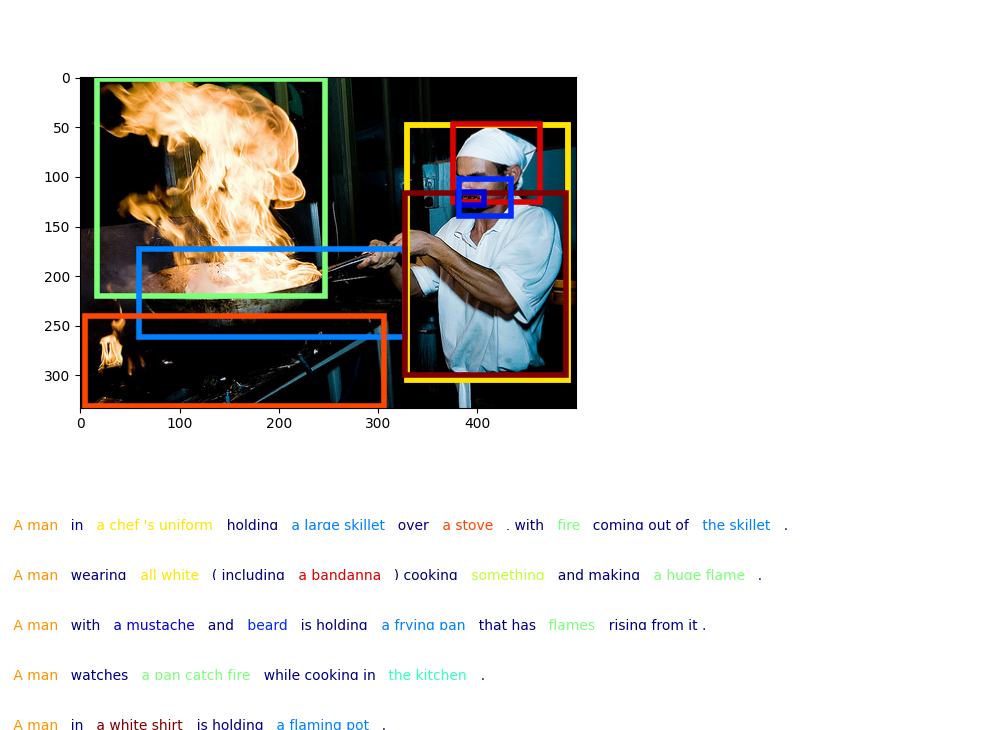 0
50
100
150
200
250
300
0 100 200 300 400
A man in a chef 's uniform holding a large skillet over a stove . with fire coming out of the skillet .
A man wearing all white ( including a bandanna ) cooking something and making a huge flame .
A man with a mustache and beard is holding a frying pan that has flames rising from it .
A man watches a pan catch fire while cooking in the kitchen .
A man in a white shirt is holding a flaming pot .